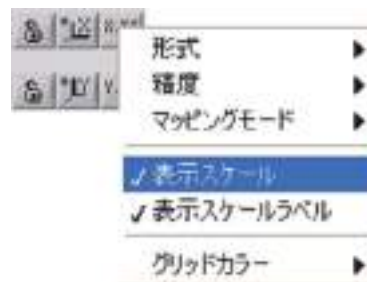 形式
精度
マッピングモード
表示スケール
表示スケールラベル
グリッドカラー